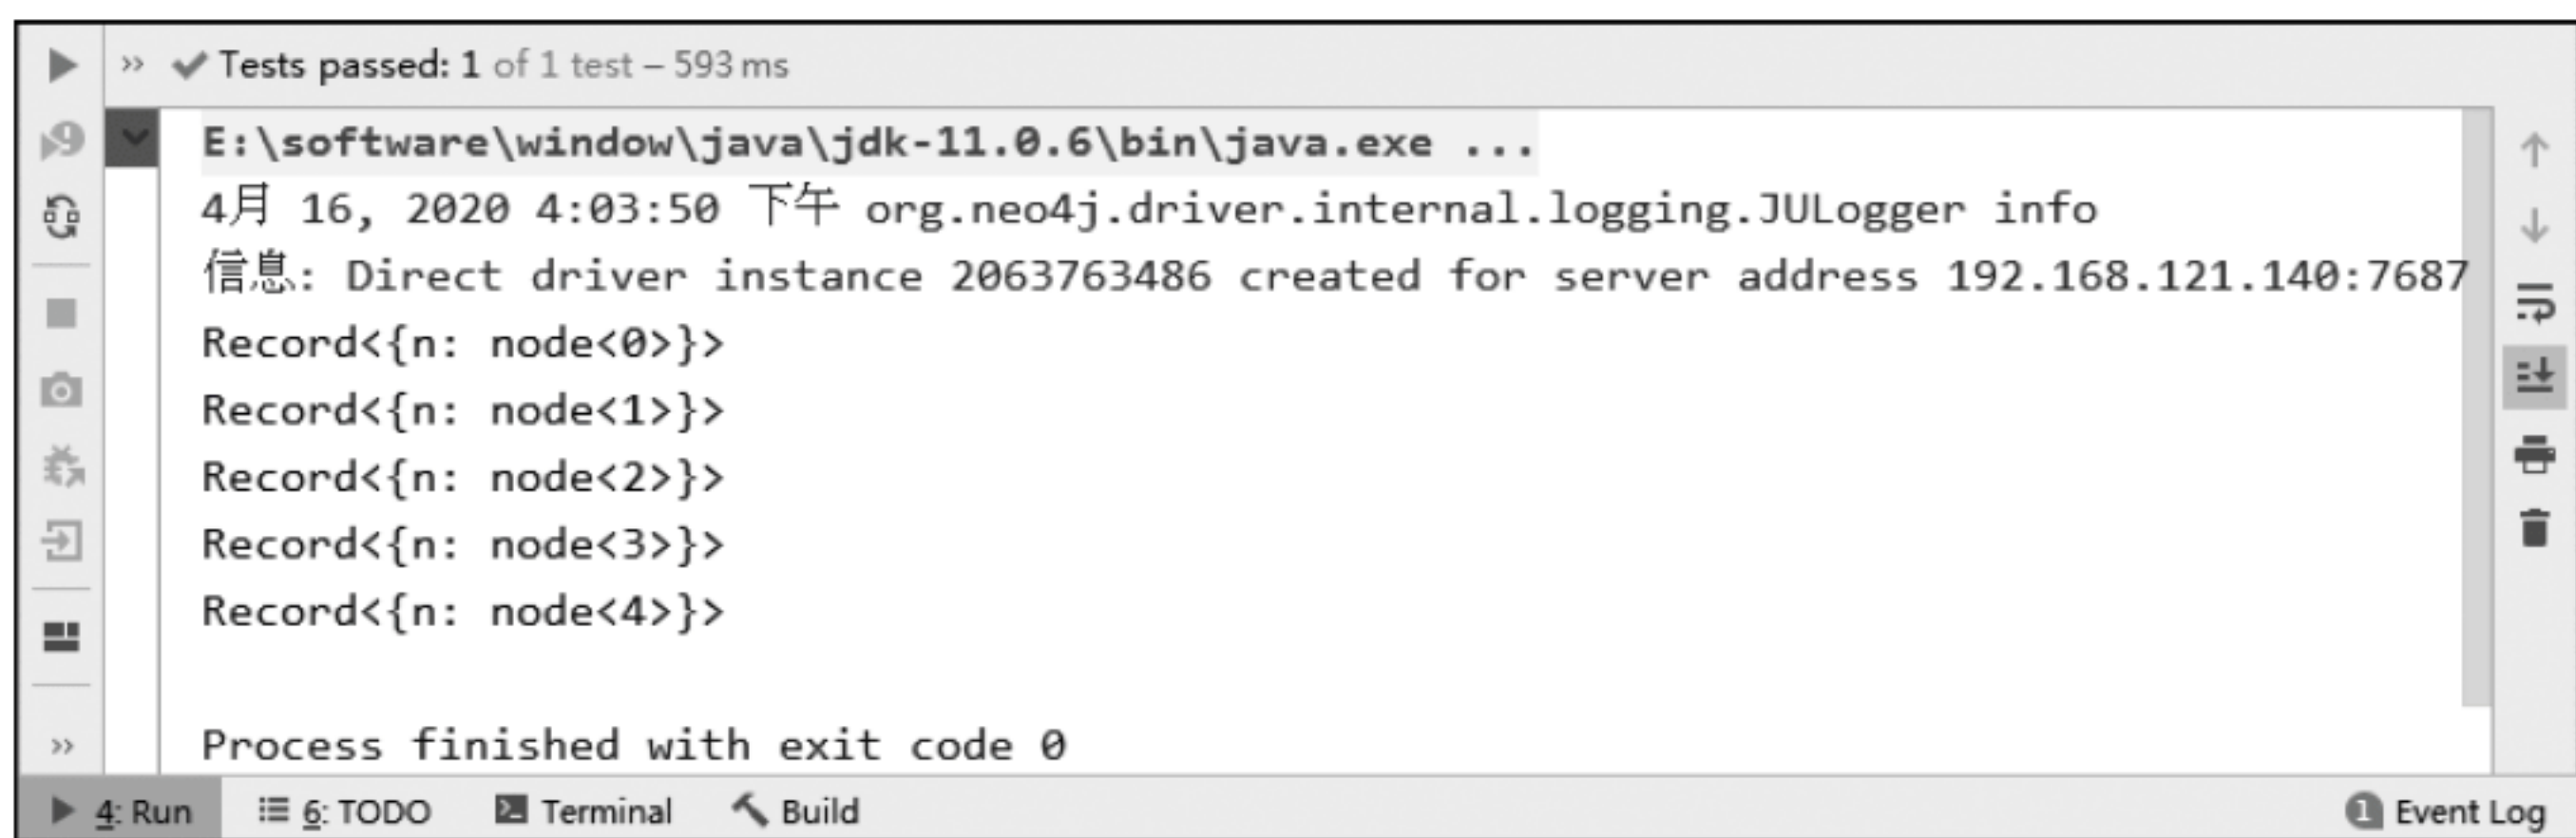 Tests passed: 1 of 1 test – 593 ms
E:\software\window\java\jdk-11.0.6\bin\java.exe ...
4月 16, 2020 4:03:50 下午 org.neo4j.driver.internal.logging.JULogger info
信息: Direct driver instance 2063763486 created for server address 192.168.121.140:7687
Record<{n: node<0>}>
Record<{n: node<1>}>
Record<{n: node<2>}>
Record<{n: node<3>}>
Record<{n: node<4>}>
Process finished with exit code 0
4: Run 6: TODO Terminal Build 1 Event Log